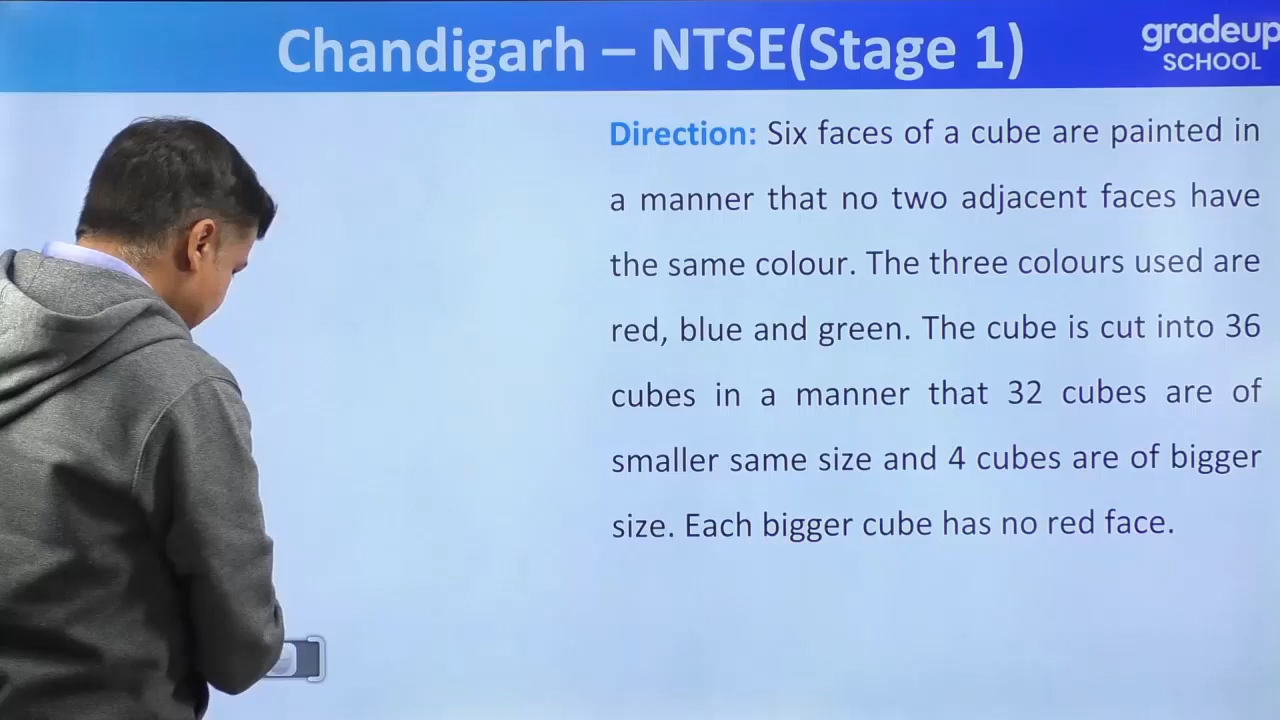 Chandigarh – NTSE(Stage 1)
gradeup
SCHOOL
Direction: Six faces of a cube are painted in
a manner that no two adjacent faces have
the same colour. The three colours used are
red, blue and green. The cube is cut into 36
cubes in a manner that 32 cubes are of
smaller same size and 4 cubes are of bigger
size. Each bigger cube has no red face.